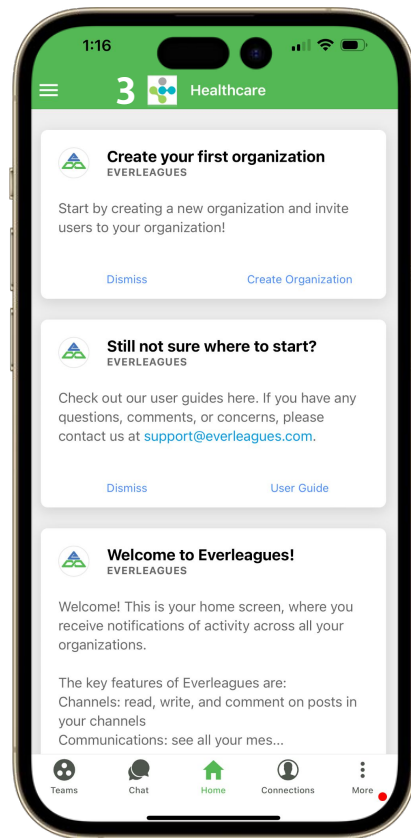 1:16
3 Healthcare
Create your first organization
EVERLEAGUES
Start by creating a new organization and invite
users to your organization!
Dismiss Create Organization
Still not sure where to start?
EVERLEAGUES
Check out our user guides here. If you have any
questions, comments, or concerns, please
contact us at support@everleagues.com.
Dismiss User Guide
Welcome to Everleagues!
EVERLEAGUES
Welcome! This is your home screen, where you
receive notifications of activity across all your
organizations.
The key features of Everleagues are:
Channels: read, write, and comment on posts in
your channels
Communications: see all your mes...
Teams Chat Home Connections More